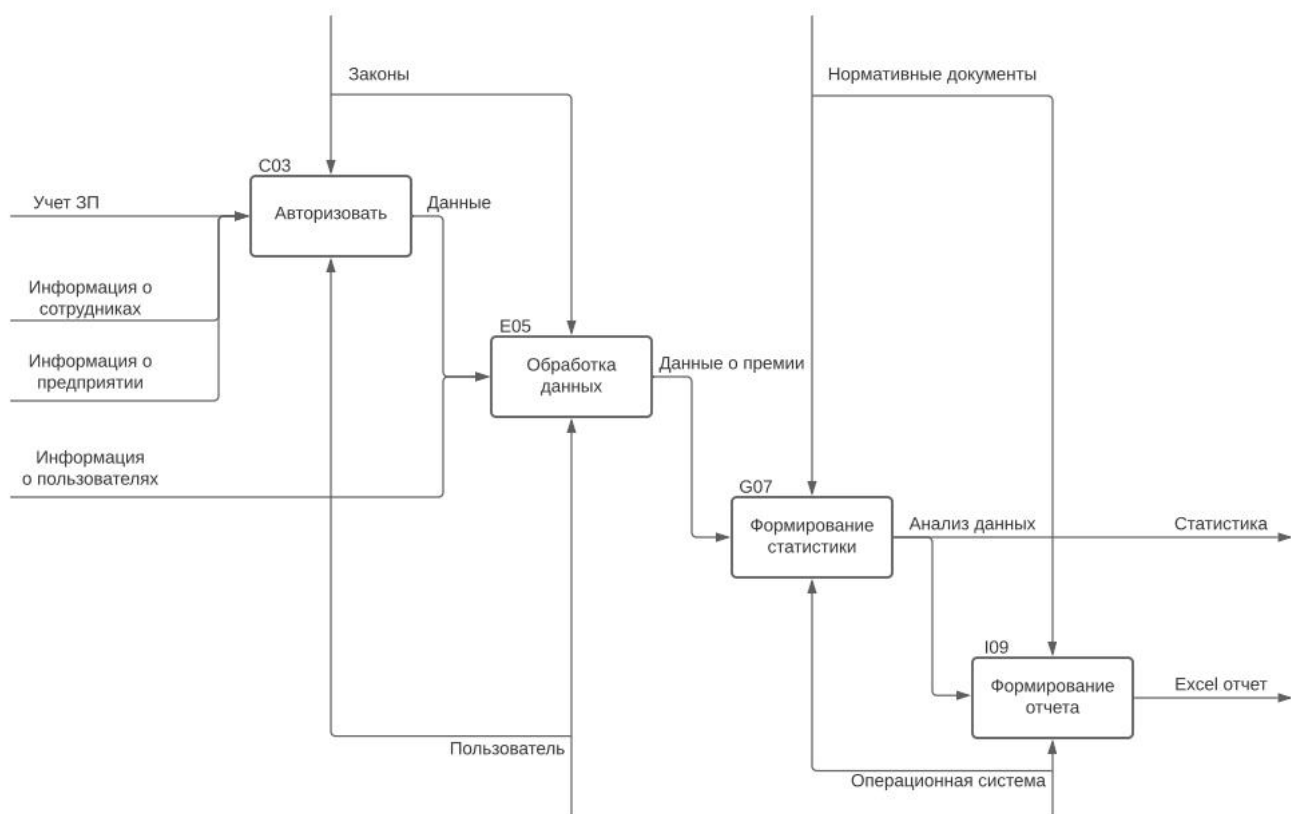 Законы
Нормативные документы
C03
Учет ЗП
Авторизовать
Данные
Информация о
сотрудниках
E05
Информация о
предприятии
Обработка
данных
Данные о премии
Информация
о пользователях
G07
Формирование
статистики
Анализ данных
Статистика
I09
Формирование
отчета
Excel отчет
Пользователь
Операционная система